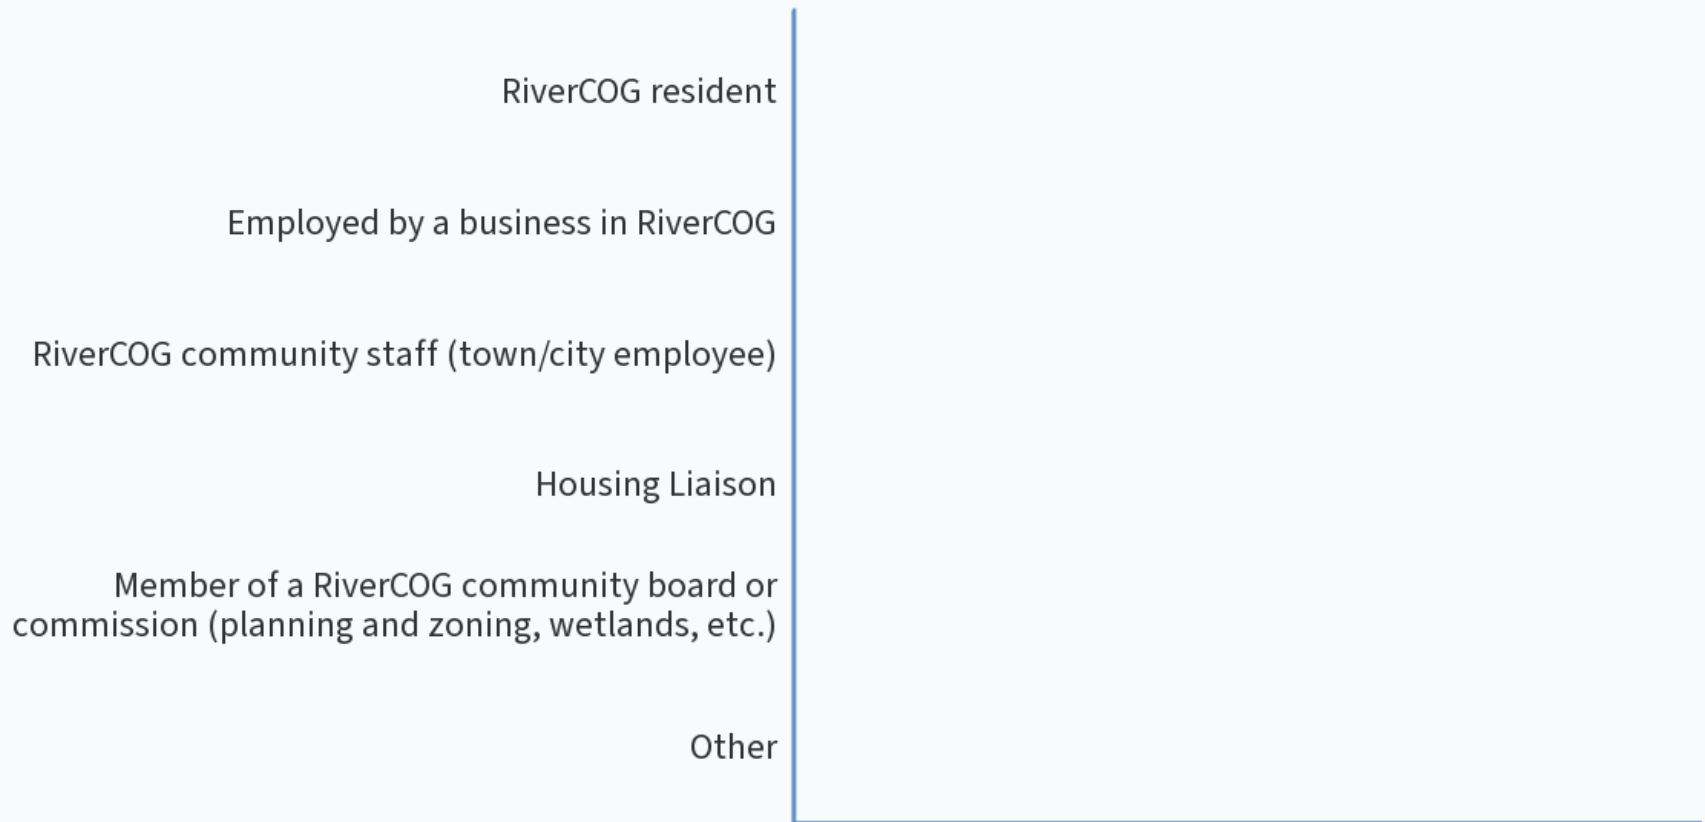 RiverCOG resident
Employed by a business in RiverCOG
RiverCOG community staff (town/city employee)
Housing Liaison
Member of a RiverCOG community board or
commission (planning and zoning, wetlands, etc.)
Other